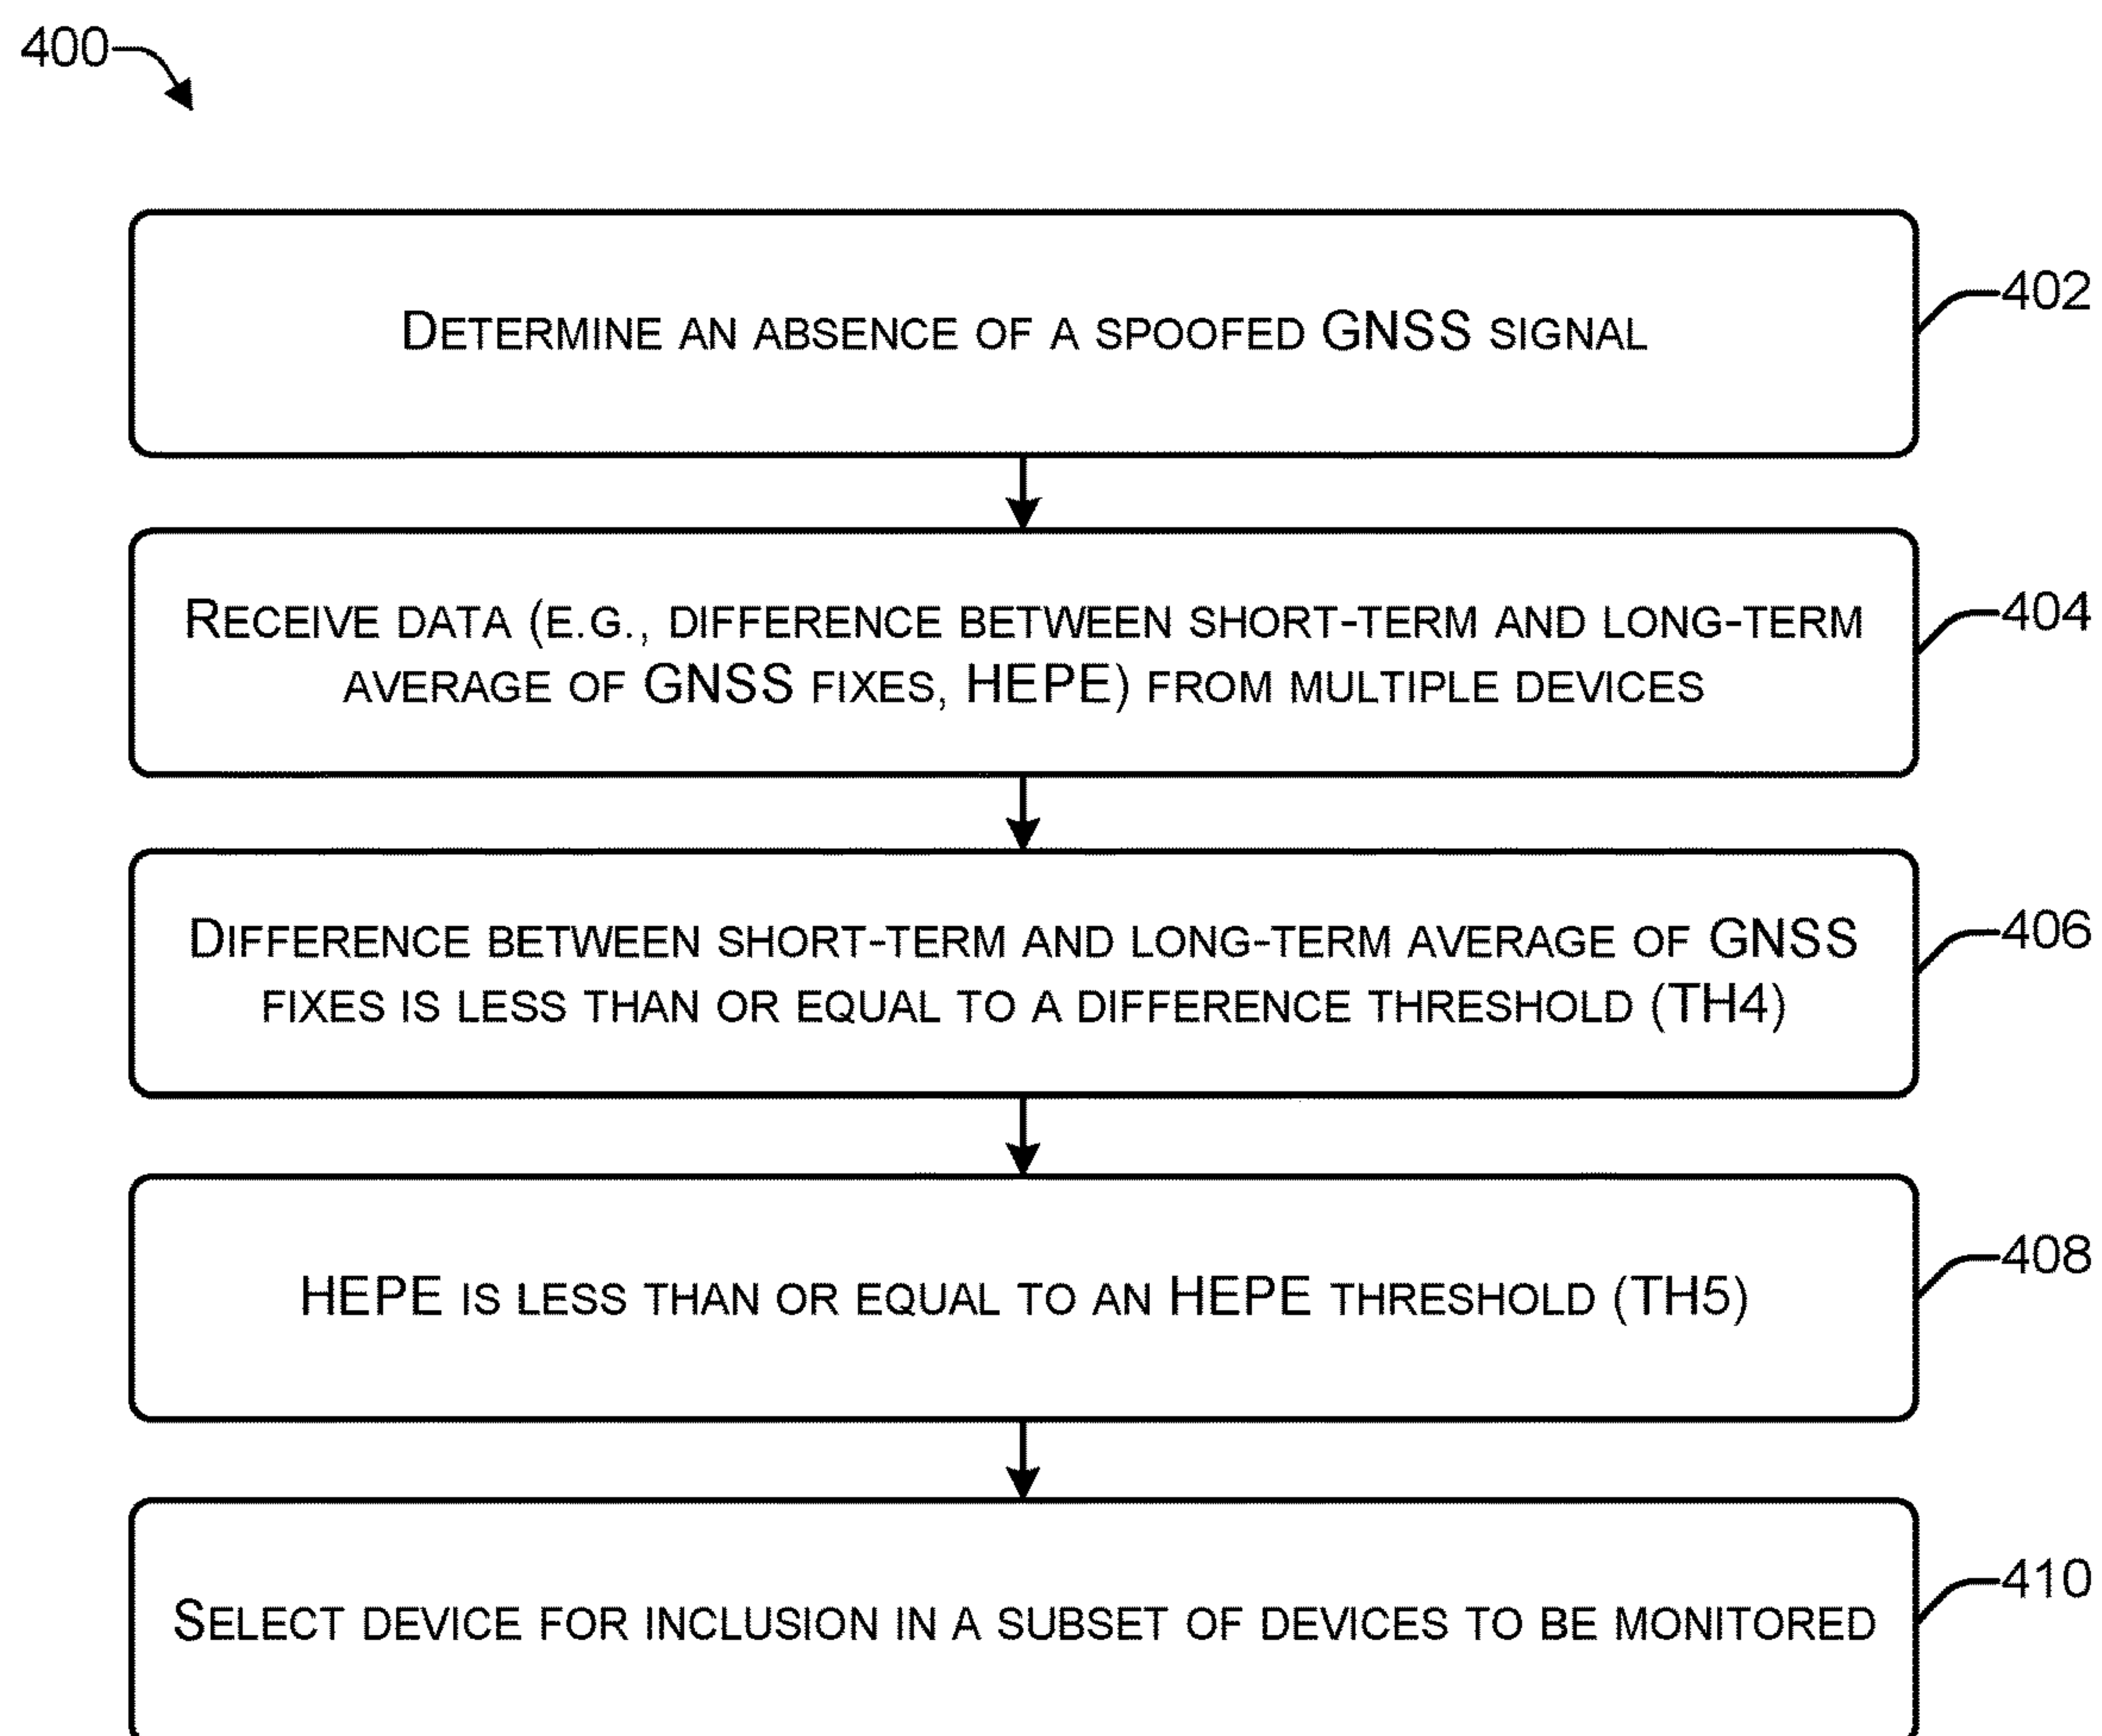 400
DETERMINE AN ABSENCE OF A SPOOFED GNSS SIGNAL
402
RECEIVE DATA (E.G., DIFFERENCE BETWEEN SHORT-TERM AND LONG-TERM
AVERAGE OF GNSS FIXES, HEPE) FROM MULTIPLE DEVICES
404
DIFFERENCE BETWEEN SHORT-TERM AND LONG-TERM AVERAGE OF GNSS
FIXES IS LESS THAN OR EQUAL TO A DIFFERENCE THRESHOLD (TH4)
406
HEPE IS LESS THAN OR EQUAL TO AN HEPE THRESHOLD (TH5)
408
SELECT DEVICE FOR INCLUSION IN A SUBSET OF DEVICES TO BE MONITORED
410